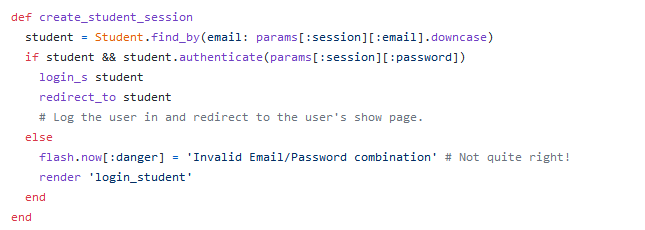 def create_student_session
  student = Student.find_by(email: params[:session][:email].downcase)
  if student && student.authenticate(params[:session][:password])
    login_s student
    redirect_to student
    # Log the user in and redirect to the user's show page.
  else
    flash.now[:danger] = 'Invalid Email/Password combination' # Not quite right!
    render 'login_student'
  end
end